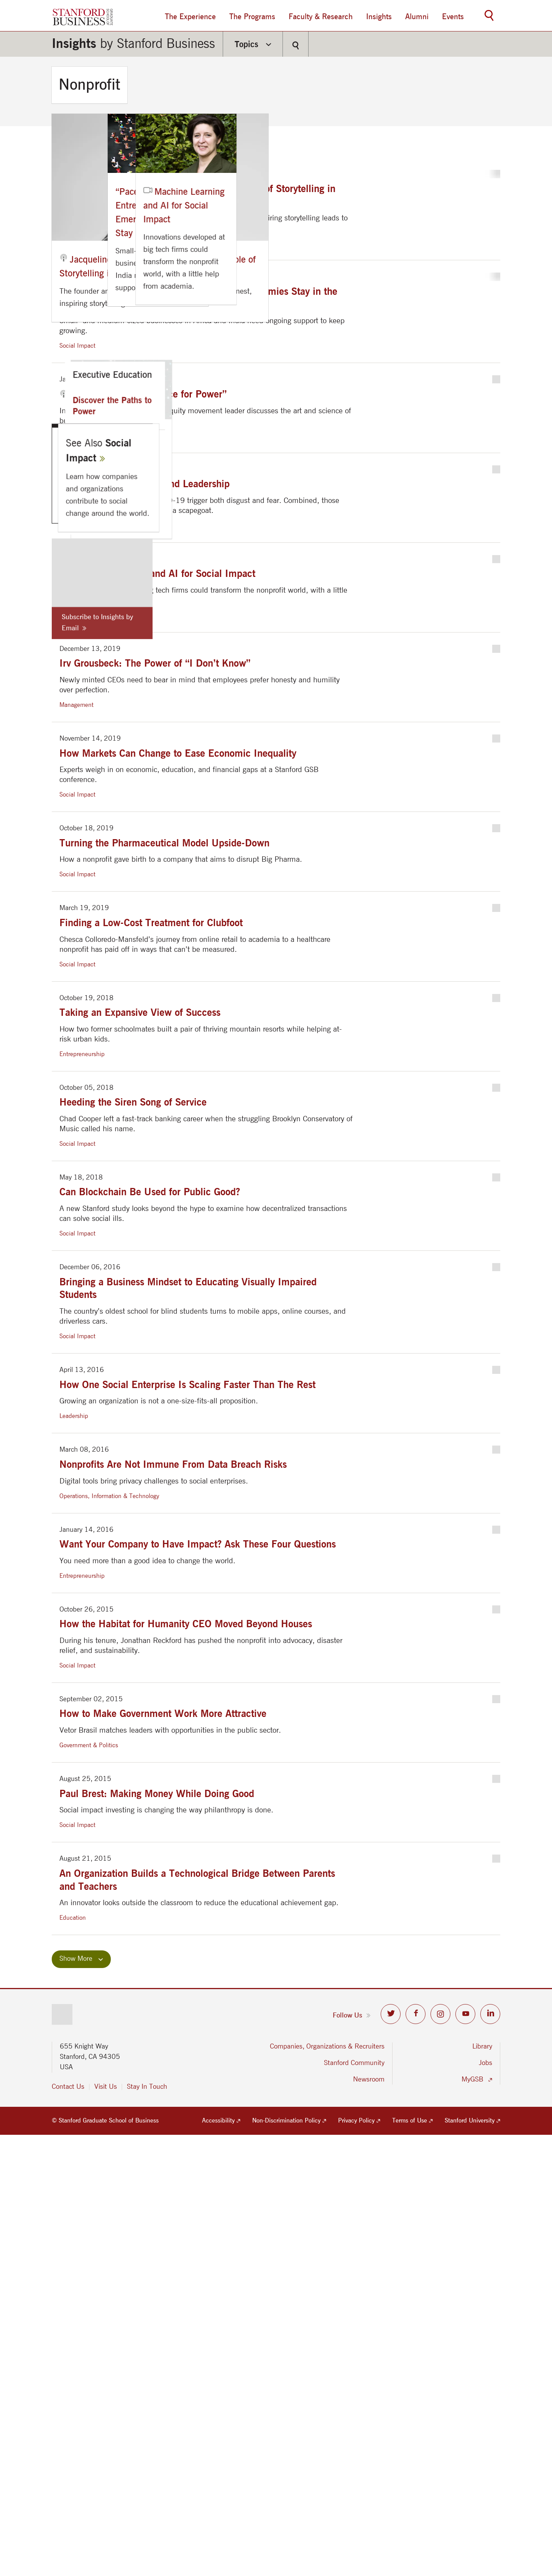 STANFORD
BUSINESS
The Experience
The Programs
Faculty & Research
Insights
Alumni
Events
Insights by Stanford Business
Topics
Nonprofit
Jacqueline
Storytelling
The founder
inspiring
"Pace
Entre
Emer
Stay
Small-
busine
India
suppo
Machine Learning
and AI for Social
Impact
Innovations developed at
big tech firms could
transform the nonprofit
world, with a little help
from academia.
ole of
nest,
of Storytelling in
iring storytelling leads to
omies Stay in the
need ongoing support to keep
growing.
Social Impact
Executive Education
Discover the Paths to
Power
for Power"
equity movement leader discusses the art and science of
See Also Social
Impact »
Learn how companies
and organizations
contribute to social
change around the world.
nd Leadership
-19 trigger both disgust and fear. Combined, those
a scapegoat.
and AI for Social Impact
tech firms could transform the nonprofit world, with a little
Subscribe to Insights by
Email »
December 13, 2019
Irv Grousbeck: The Power of “I Don’t Know”
Newly minted CEOs need to bear in mind that employees prefer honesty and humility
over perfection.
Management
November 14, 2019
How Markets Can Change to Ease Economic Inequality
Experts weigh in on economic, education, and financial gaps at a Stanford GSB
conference.
Social Impact
October 18, 2019
Turning the Pharmaceutical Model Upside-Down
How a nonprofit gave birth to a company that aims to disrupt Big Pharma.
Social Impact
March 19, 2019
Finding a Low-Cost Treatment for Clubfoot
Chesca Colloredo-Mansfeld’s journey from online retail to academia to a healthcare
nonprofit has paid off in ways that can’t be measured.
Social Impact
October 19, 2018
Taking an Expansive View of Success
How two former schoolmates built a pair of thriving mountain resorts while helping at-
risk urban kids.
Entrepreneurship
October 05, 2018
Heeding the Siren Song of Service
Chad Cooper left a fast-track banking career when the struggling Brooklyn Conservatory of
Music called his name.
Social Impact
May 18, 2018
Can Blockchain Be Used for Public Good?
A new Stanford study looks beyond the hype to examine how decentralized transactions
can solve social ills.
Social Impact
December 06, 2016
Bringing a Business Mindset to Educating Visually Impaired
Students
The country’s oldest school for blind students turns to mobile apps, online courses, and
driverless cars.
Social Impact
April 13, 2016
How One Social Enterprise Is Scaling Faster Than The Rest
Growing an organization is not a one-size-fits-all proposition.
Leadership
March 08, 2016
Nonprofits Are Not Immune From Data Breach Risks
Digital tools bring privacy challenges to social enterprises.
Operations, Information & Technology
January 14, 2016
Want Your Company to Have Impact? Ask These Four Questions
You need more than a good idea to change the world.
Entrepreneurship
October 26, 2015
How the Habitat for Humanity CEO Moved Beyond Houses
During his tenure, Jonathan Reckford has pushed the nonprofit into advocacy, disaster
relief, and sustainability.
Social Impact
September 02, 2015
How to Make Government Work More Attractive
Vetor Brasil matches leaders with opportunities in the public sector.
Government & Politics
August 25, 2015
Paul Brest: Making Money While Doing Good
Social impact investing is changing the way philanthropy is done.
Social Impact
August 21, 2015
An Organization Builds a Technological Bridge Between Parents
and Teachers
An innovator looks outside the classroom to reduce the educational achievement gap.
Education
Show More
Follow Us »
655 Knight Way
Stanford, CA 94305
USA
Contact Us
Visit Us
Stay In Touch
Companies, Organizations & Recruiters
Stanford Community
Newsroom
Library
Jobs
MyGSB
© Stanford Graduate School of Business
Accessibility
Non-Discrimination Policy
Privacy Policy
Terms of Use
Stanford University